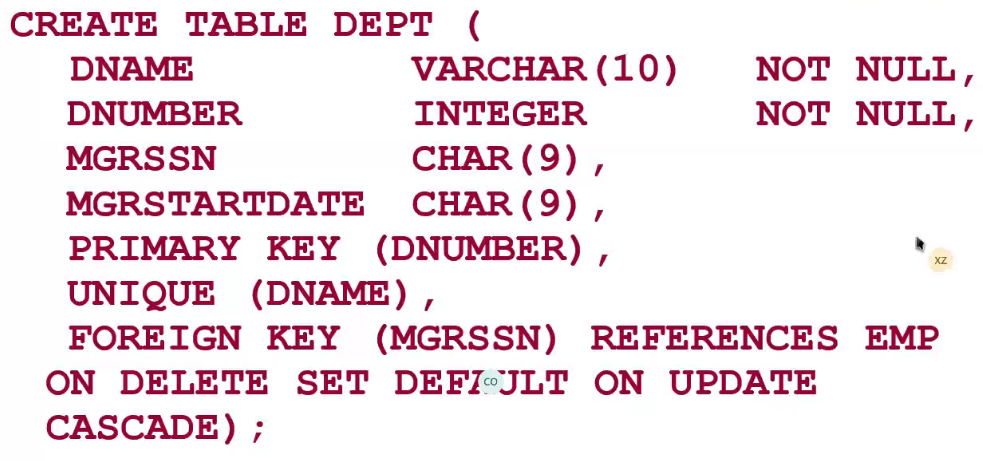 CREATE TABLE DEPT (
DNAME VARCHAR(10) NOT NULL,
DNUMBER INTEGER NOT NULL,
MGRSSN CHAR(9),
MGRSTARTDATE CHAR(9),
PRIMARY KEY (DNUMBER),
XZ
UNIQUE (DNAME),
FOREIGN KEY (MGRSSN) REFERENCES EMP
ON DELETE SET DEFAULT ON UPDATE
CO
CASCADE);